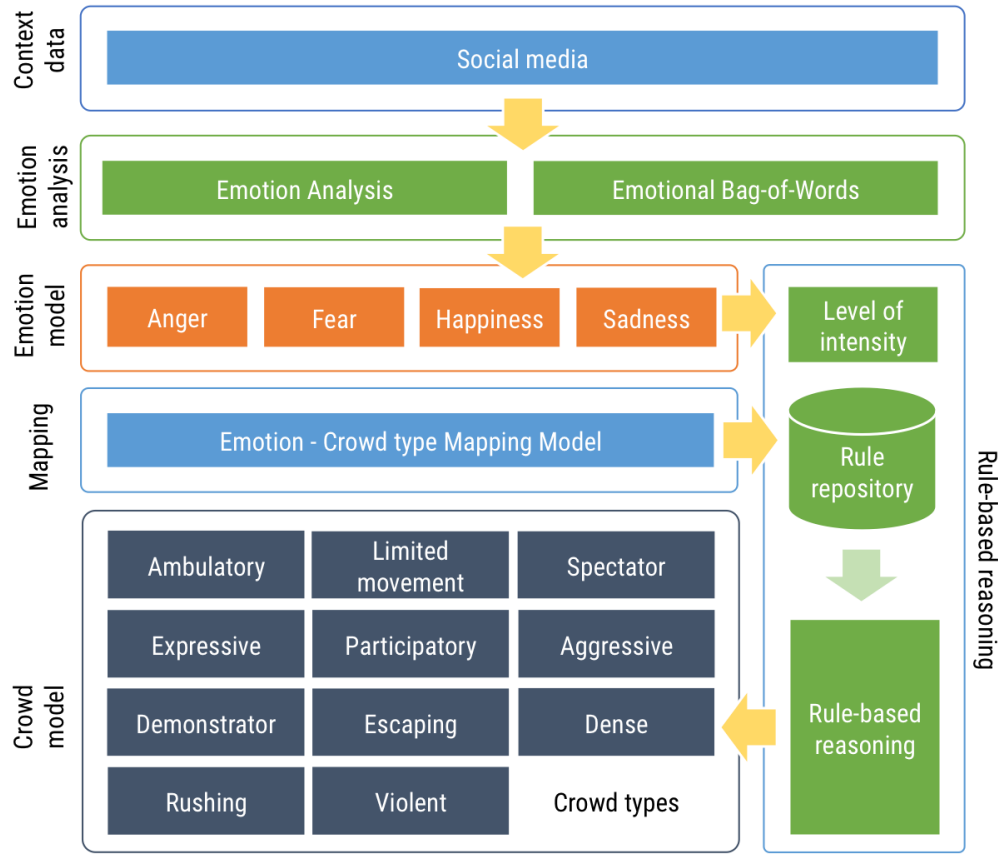 Context
data
Social media
Emotion
analysis
Emotion Analysis
Emotional Bag-of-Words
Emotion
model
Anger
Fear
Happiness
Sadness
Level of
intensity
Mapping
Emotion - Crowd type Mapping Model
Rule
repository
Rule-based reasoning
Crowd
model
Ambulatory
Limited
movement
Spectator
Expressive
Participatory
Aggressive
Demonstrator
Escaping
Dense
Rushing
Violent
Crowd types
Rule-based
reasoning